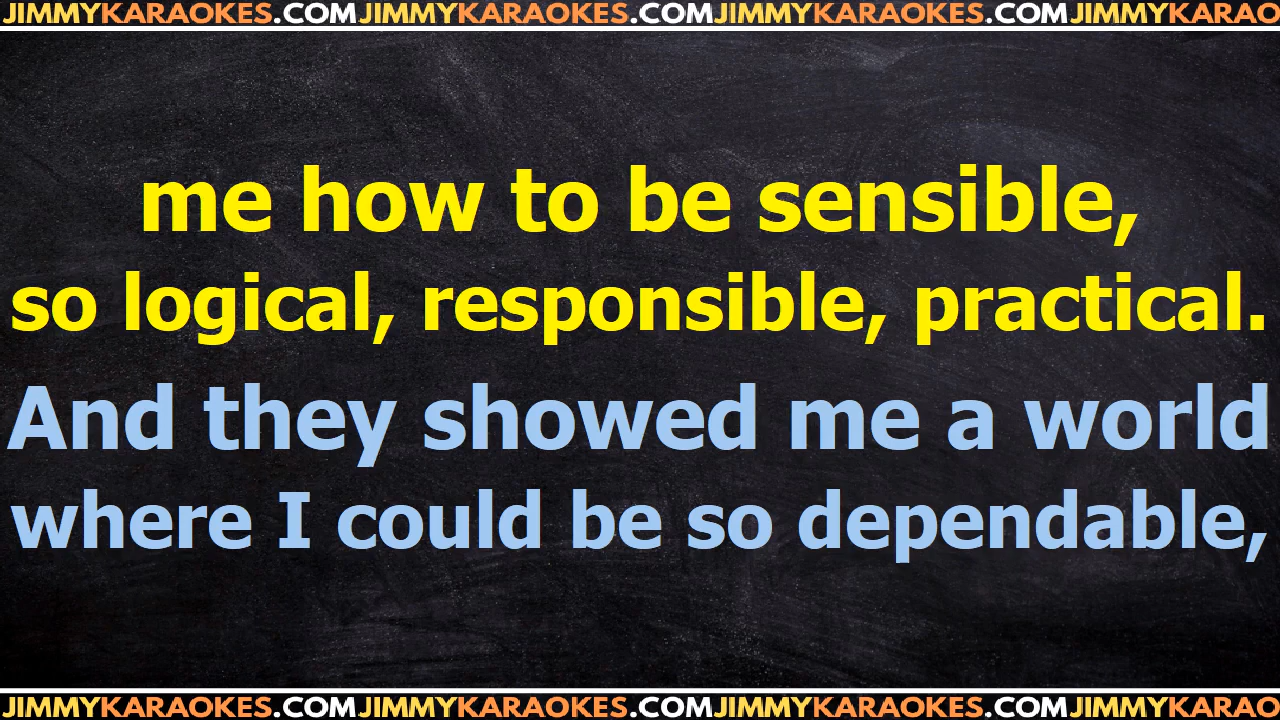 JIMMYKARAOKES.COMJIMMYKARAOKES.COMJIMMYKARAOKES.COMJIMMYKARAO
me how to be sensible,
so logical, responsible, practical.
And they showed me a world
where I could be so dependable,
JIMMYKARAOKES.COMJIMMYKARAOKES.COMJIMMYKARAOKES.COMJIMMYKARAO